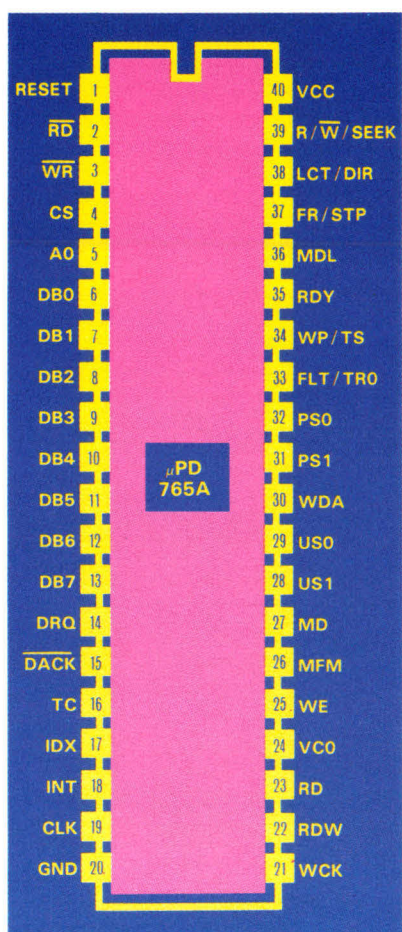 RESET 1 40 VCC
R̅D̅ 2 39 R/W̅/SEEK
W̅R̅ 3 38 LCT/DIR
CS 4 37 FR/STP
A0 5 36 MDL
DB0 6 35 RDY
DB1 7 34 WP/TS
DB2 8 33 FLT/TR0
DB3 9 32 PS0
DB4 10 31 PS1
μPD
765A
DB5 11 30 WDA
DB6 12 29 US0
DB7 13 28 US1
DRQ 14 27 MD
D̅A̅C̅K̅ 15 26 MFM
TC 16 25 WE
IDX 17 24 VC0
INT 18 23 RD
CLK 19 22 RDW
GND 20 21 WCK